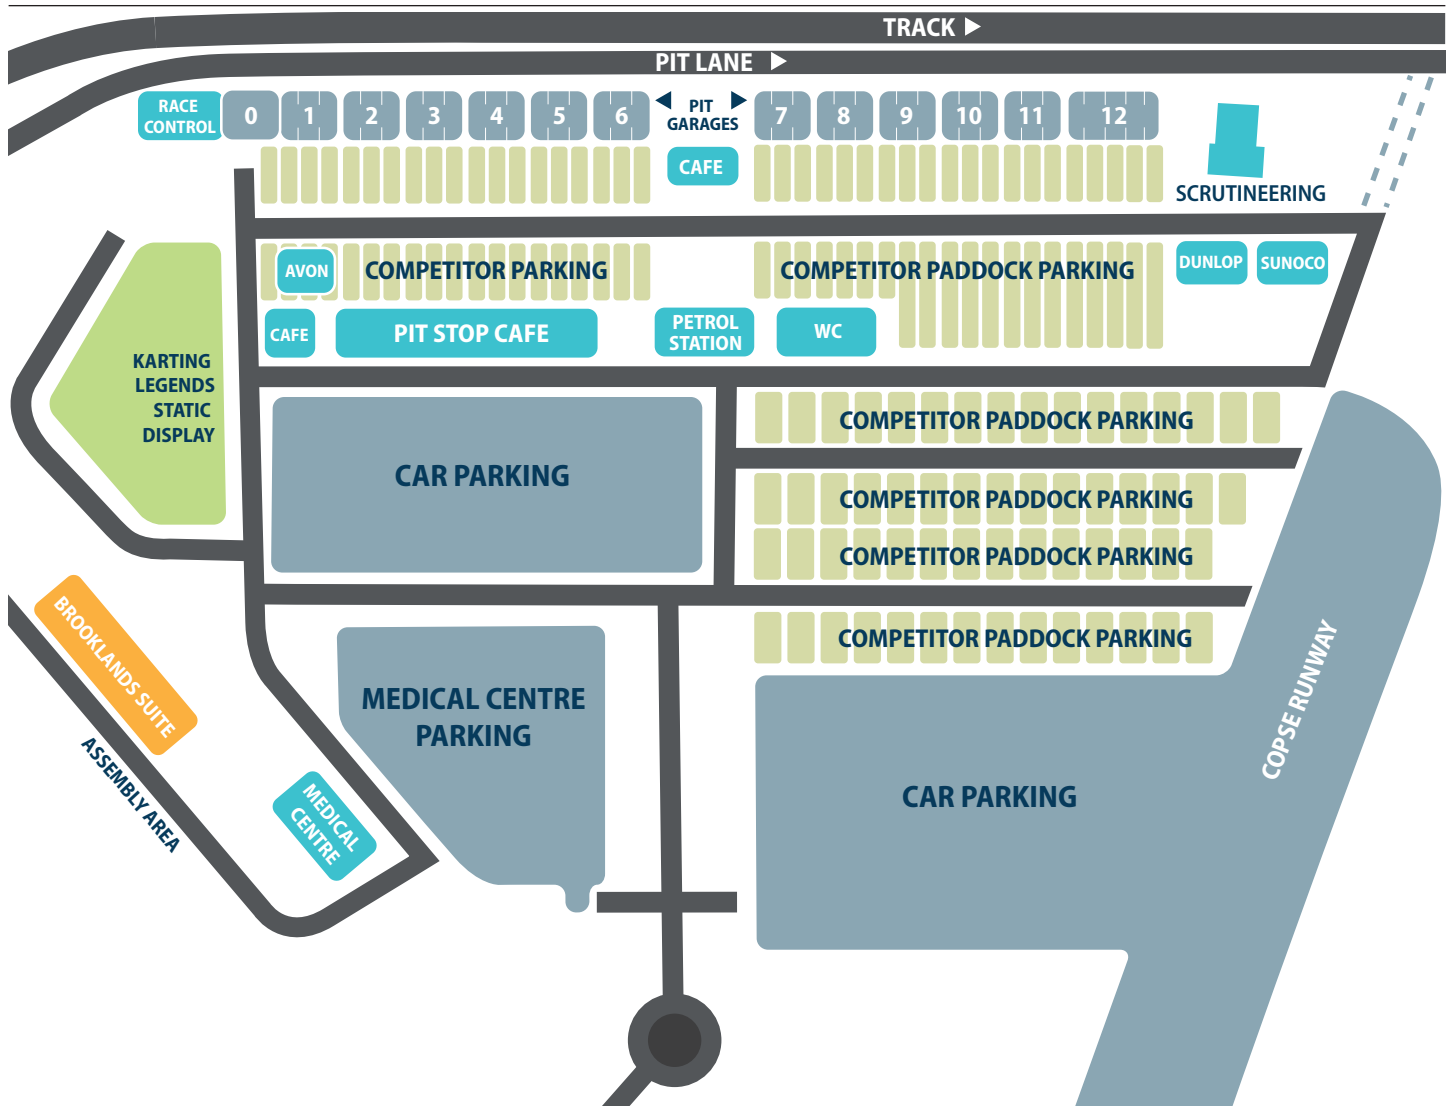 TRACK
PIT LANE
RACE
CONTROL
0
1
2
3
4
5
6
PIT
GARAGES
7
8
9
10
11
12
CAFE
SCRUTINEERING
AVON
COMPETITOR PARKING
COMPETITOR PADDOCK PARKING
DUNLOP
SUNOCO
CAFE
PIT STOP CAFE
PETROL
STATION
WC
KARTING
LEGENDS
STATIC
DISPLAY
CAR PARKING
COMPETITOR PADDOCK PARKING
COMPETITOR PADDOCK PARKING
COMPETITOR PADDOCK PARKING
COMPETITOR PADDOCK PARKING
BROOKLANDS SUITE
ASSEMBLY AREA
MEDICAL
CENTRE
MEDICAL CENTRE
PARKING
CAR PARKING
COPSE RUNWAY